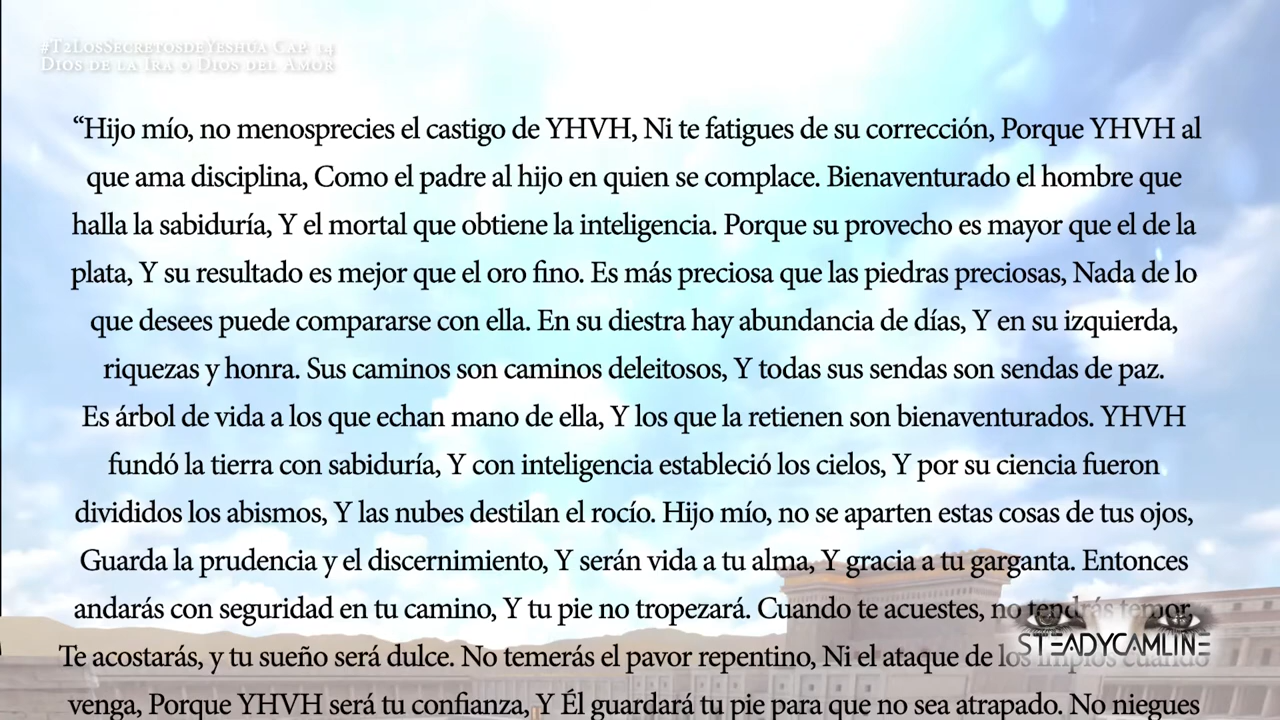 #T2LosSecretosdeYeshúa Cap. 14
Dios de la Ira o Dios del Amor
“Hijo mío, no menosprecies el castigo de YHVH, Ni te fatigues de su corrección, Porque YHVH al
que ama disciplina, Como el padre al hijo en quien se complace. Bienaventurado el hombre que
halla la sabiduría, Y el mortal que obtiene la inteligencia. Porque su provecho es mayor que el de la
plata, Y su resultado es mejor que el oro fino. Es más preciosa que las piedras preciosas, Nada de lo
que desees puede compararse con ella. En su diestra hay abundancia de días, Y en su izquierda,
riquezas y honra. Sus caminos son caminos deleitosos, Y todas sus sendas son sendas de paz.
Es árbol de vida a los que echan mano de ella, Y los que la retienen son bienaventurados. YHVH
fundó la tierra con sabiduría, Y con inteligencia estableció los cielos, Y por su ciencia fueron
divididos los abismos, Y las nubes destilan el rocío. Hijo mío, no se aparten estas cosas de tus ojos,
Guarda la prudencia y el discernimiento, Y serán vida a tu alma, Y gracia a tu garganta. Entonces
andarás con seguridad en tu camino, Y tu pie no tropezará. Cuando te acuestes, no tendrás temor,
Te acostarás, y tu sueño será dulce. No temerás el pavor repentino, Ni el ataque de los impíos cuando
venga, Porque YHVH será tu confianza, Y Él guardará tu pie para que no sea atrapado. No niegues
STEADYCAMLINE